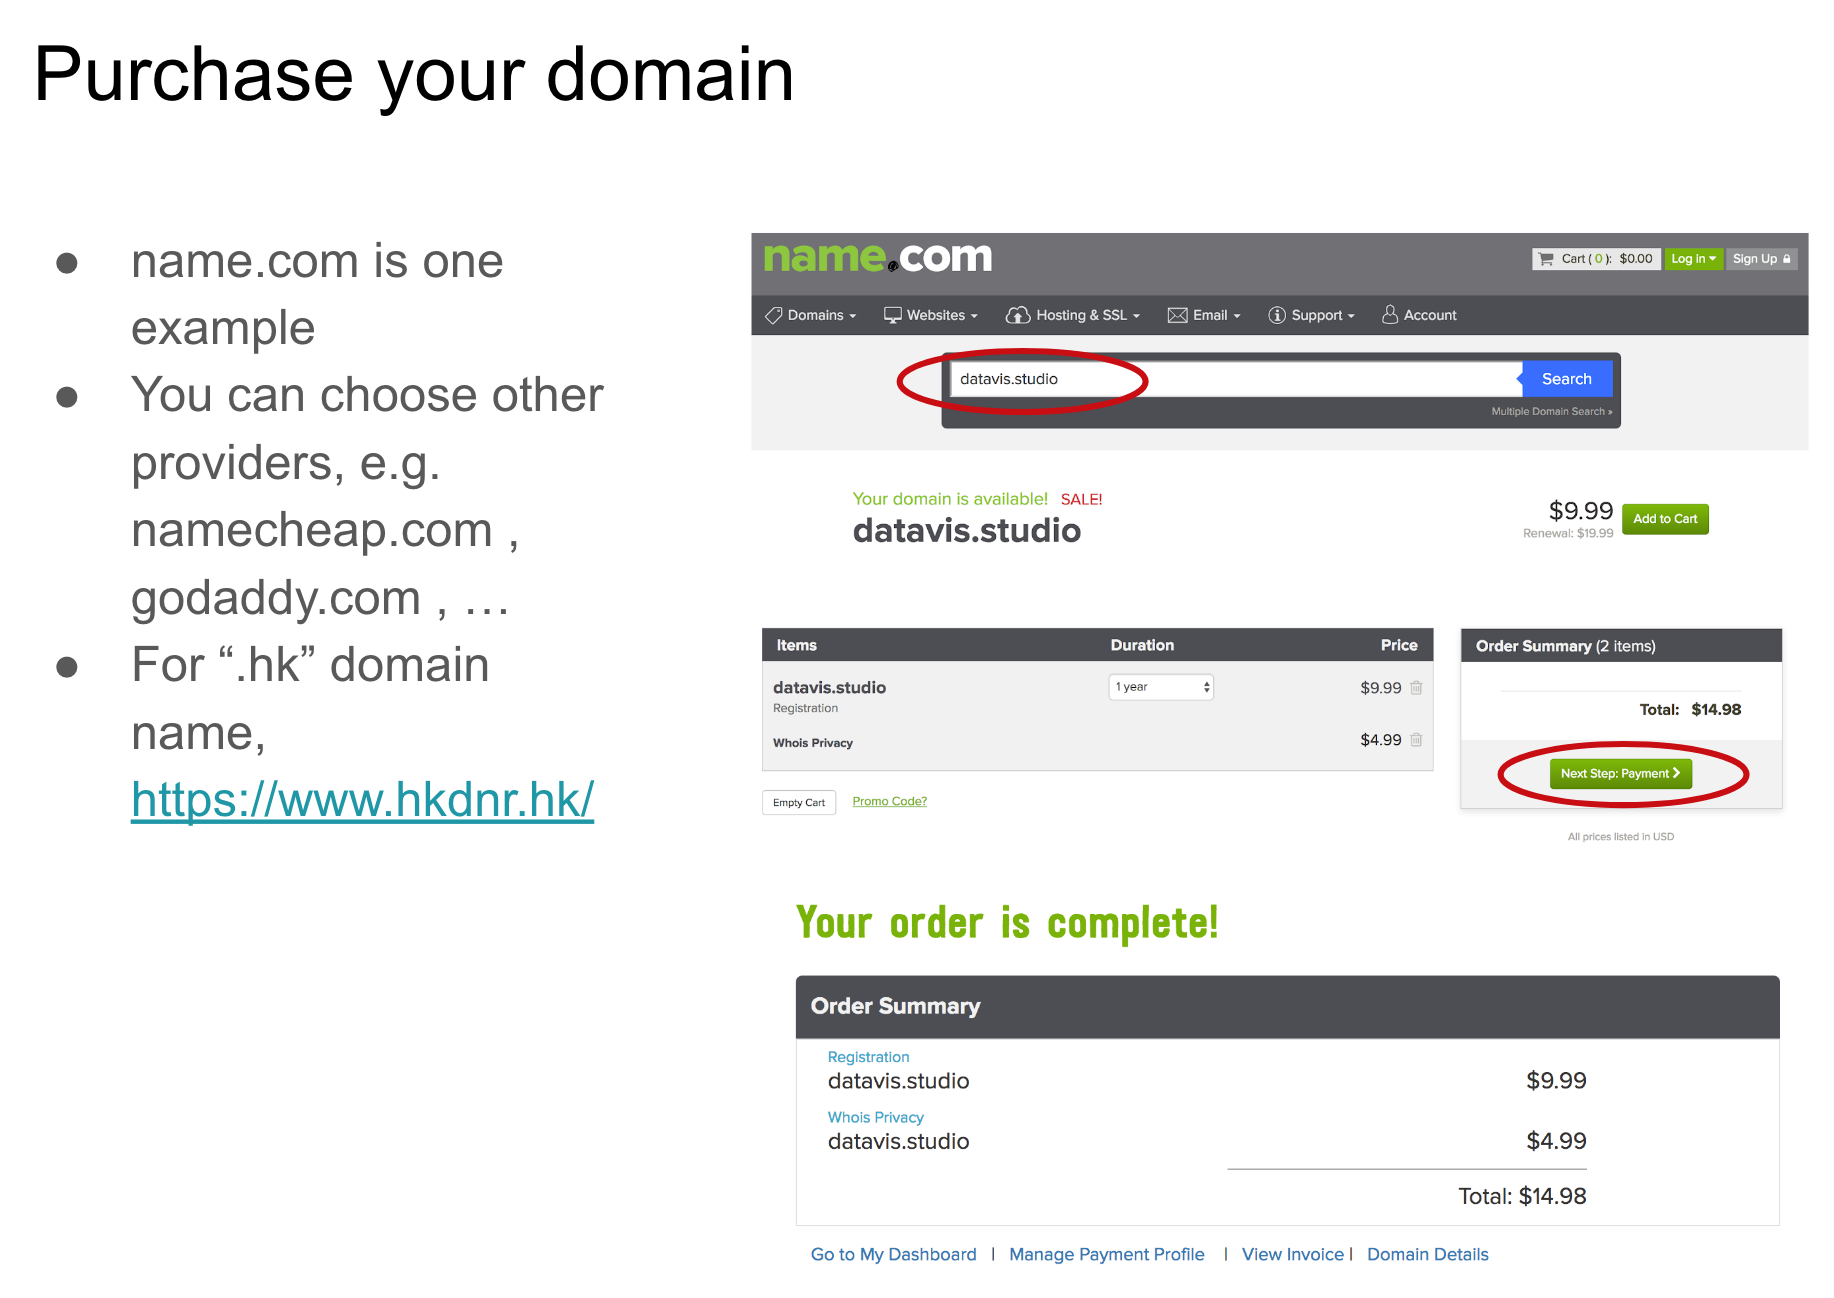 Purchase your domain
● name.com is one
example
● You can choose other
providers, e.g.
namecheap.com ,
godaddy.com , …
● For “.hk” domain
name,
https://www.hkdnr.hk/
name.com
Cart ( 0 ): $0.00 Log in Sign Up
Domains Websites Hosting & SSL Email Support Account
datavis.studio Search
Multiple Domain Search »
Your domain is available! SALE!
datavis.studio
$9.99 Add to Cart
Renewal: $19.99
Items Duration Price
datavis.studio 1 year $9.99
Registration
Whois Privacy $4.99
Empty Cart Promo Code?
Order Summary (2 items)
Total: $14.98
Next Step: Payment
All prices listed in USD
Your order is complete!
Order Summary
Registration
datavis.studio $9.99
Whois Privacy
datavis.studio $4.99
Total: $14.98
Go to My Dashboard | Manage Payment Profile | View Invoice | Domain Details